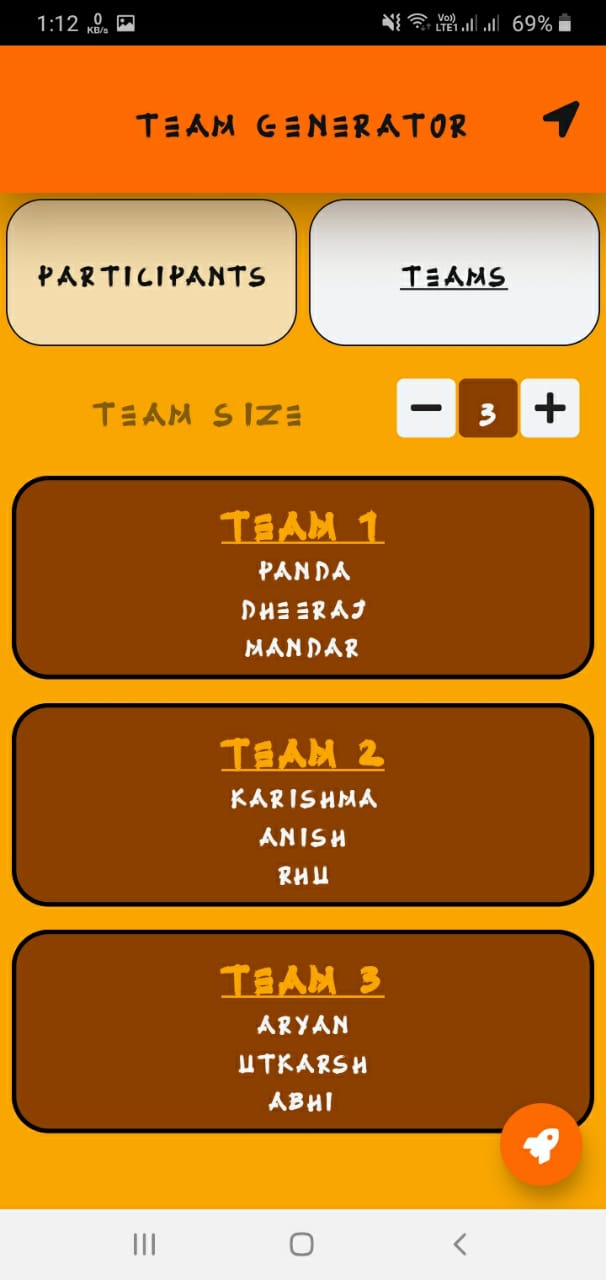 1:12 0 KB/s Vo) LTE1 69%
TEAM GENERATOR
PARTICIPANTS TEAMS
TEAM SIZE 3
TEAM 1
PANDA
DHEERAJ
MANDAR
TEAM 2
KARISHMA
ANISH
RHU
TEAM 3
ARYAN
UTKARSH
ABHI